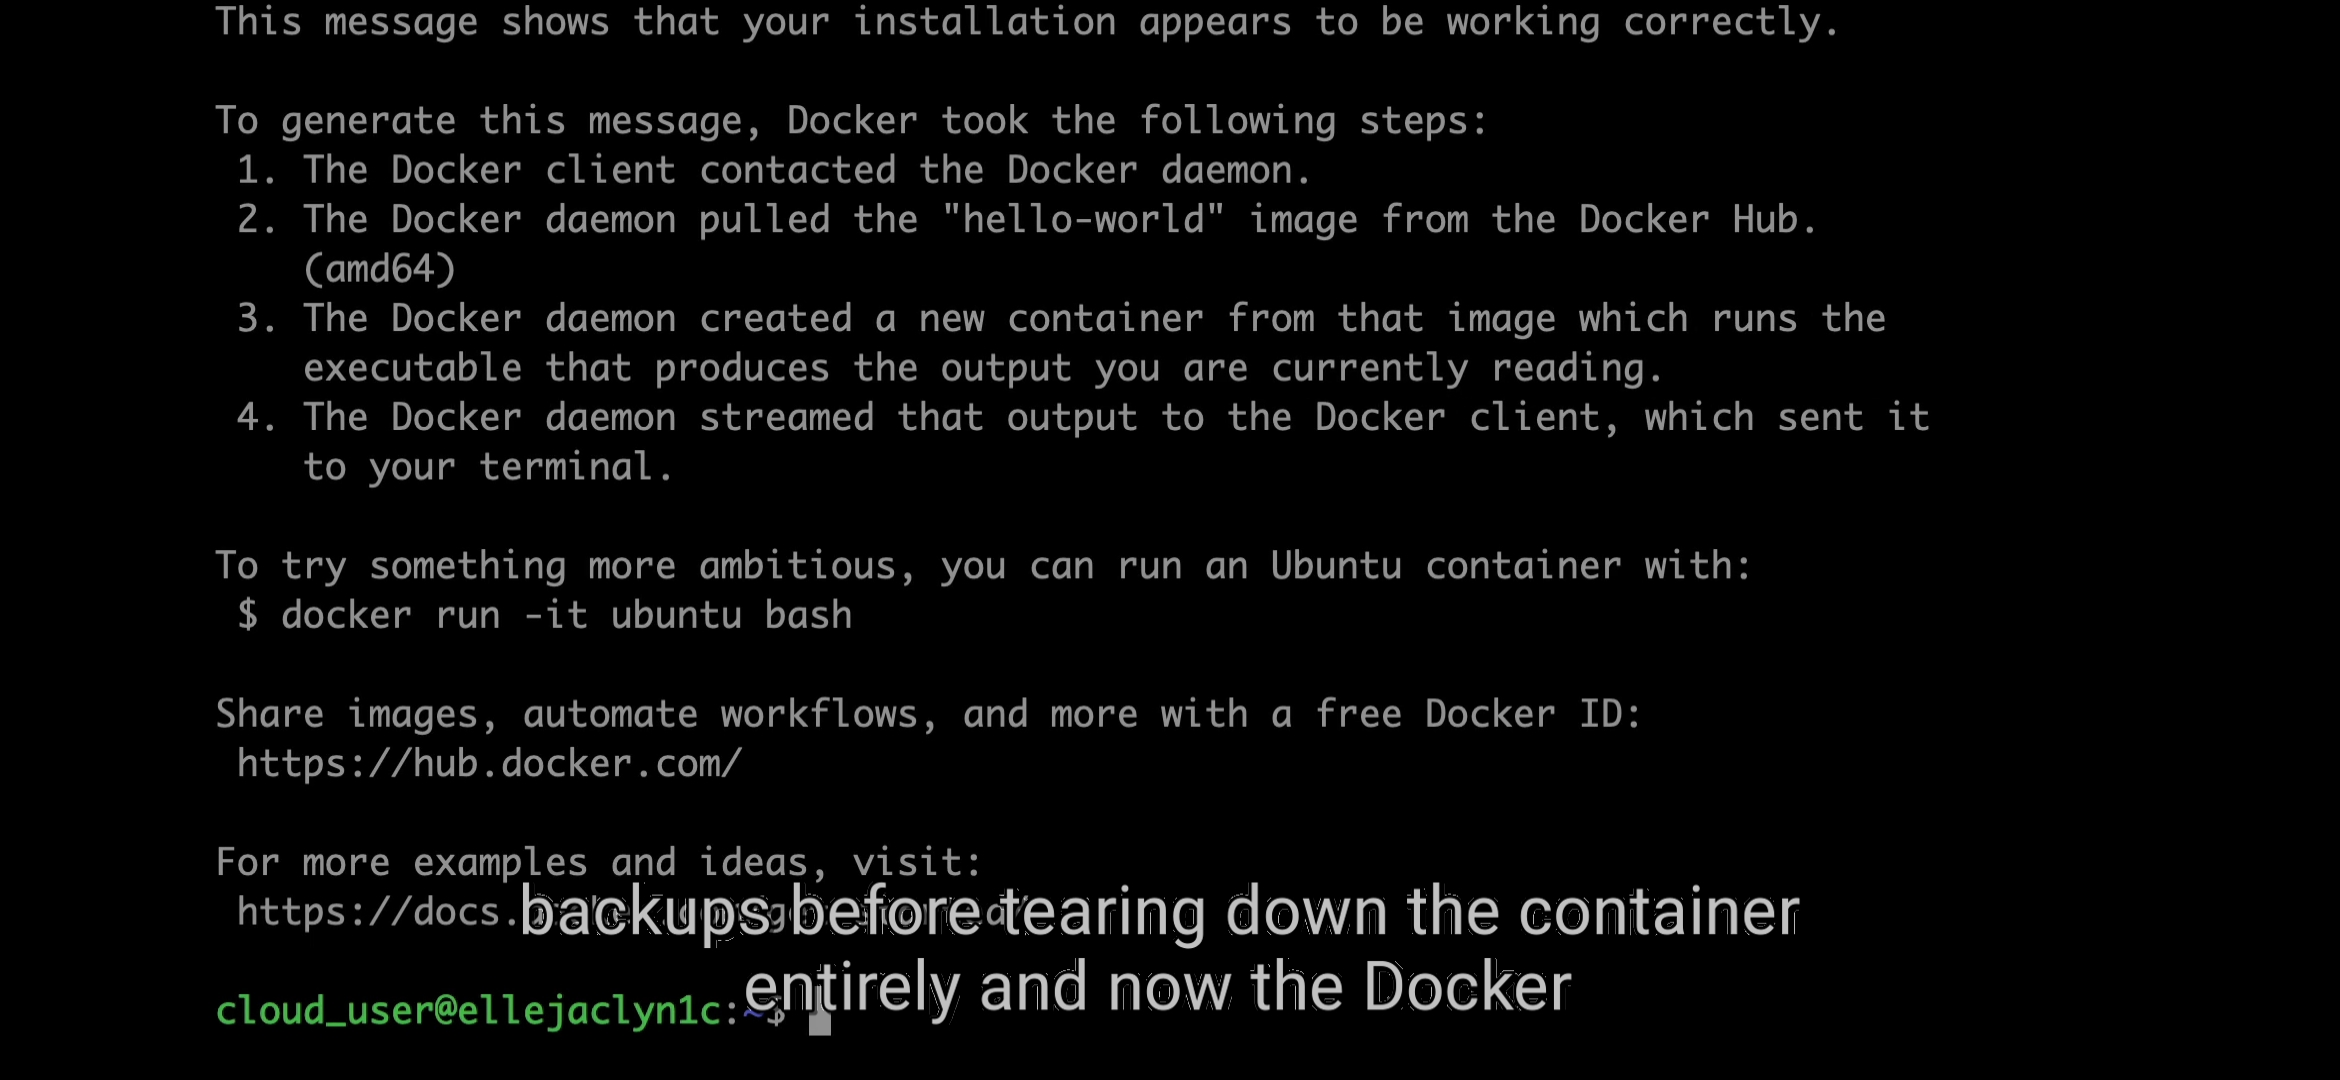 This message shows that your installation appears to be working correctly.
To generate this message, Docker took the following steps:
1. The Docker client contacted the Docker daemon.
2. The Docker daemon pulled the "hello-world" image from the Docker Hub.
(amd64)
3. The Docker daemon created a new container from that image which runs the
executable that produces the output you are currently reading.
4. The Docker daemon streamed that output to the Docker client, which sent it
to your terminal.
To try something more ambitious, you can run an Ubuntu container with:
$ docker run -it ubuntu bash
Share images, automate workflows, and more with a free Docker ID:
https://hub.docker.com/
For more examples and ideas, visit:
https://docs.
backups before tearing down the container
entirely and now the Docker
cloud_user@ellejaclyn1c:~$